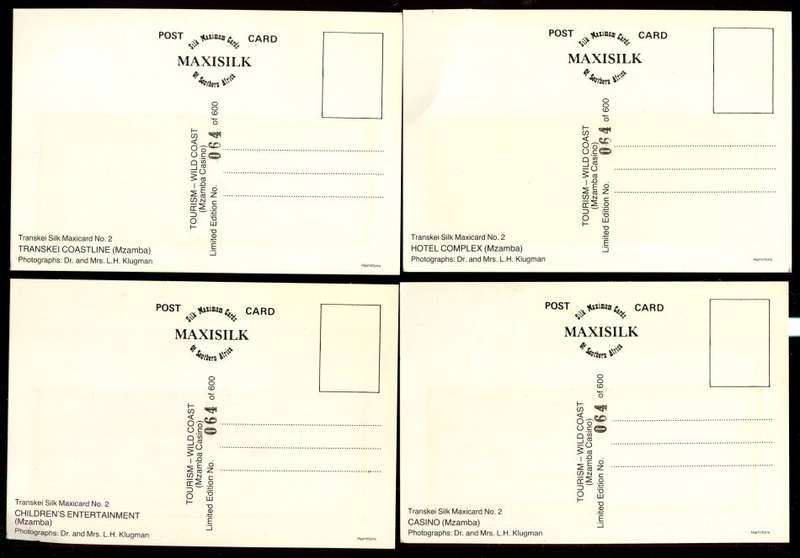 POST CARD
Silk Maximum Cards
MAXISILK
Of Southern Africa
TOURISM – WILD COAST
(Mzamba Casino)
Limited Edition No. 064 of 600
Transkei Silk Maxicard No. 2
TRANSKEI COASTLINE (Mzamba)
Photographs: Dr. and Mrs. L.H. Klugman
POST CARD
Silk Maximum Cards
MAXISILK
Of Southern Africa
TOURISM – WILD COAST
(Mzamba Casino)
Limited Edition No. 064 of 600
Transkei Silk Maxicard No. 2
HOTEL COMPLEX (Mzamba)
Photographs: Dr. and Mrs. L.H. Klugman
POST CARD
Silk Maximum Cards
MAXISILK
Of Southern Africa
TOURISM – WILD COAST
(Mzamba Casino)
Limited Edition No. 064 of 600
Transkei Silk Maxicard No. 2
CHILDREN'S ENTERTAINMENT
(Mzamba)
Photographs: Dr. and Mrs. L.H. Klugman
POST CARD
Silk Maximum Cards
MAXISILK
Of Southern Africa
TOURISM – WILD COAST
(Mzamba Casino)
Limited Edition No. 064 of 600
Transkei Silk Maxicard No. 2
CASINO (Mzamba)
Photographs: Dr. and Mrs. L.H. Klugman